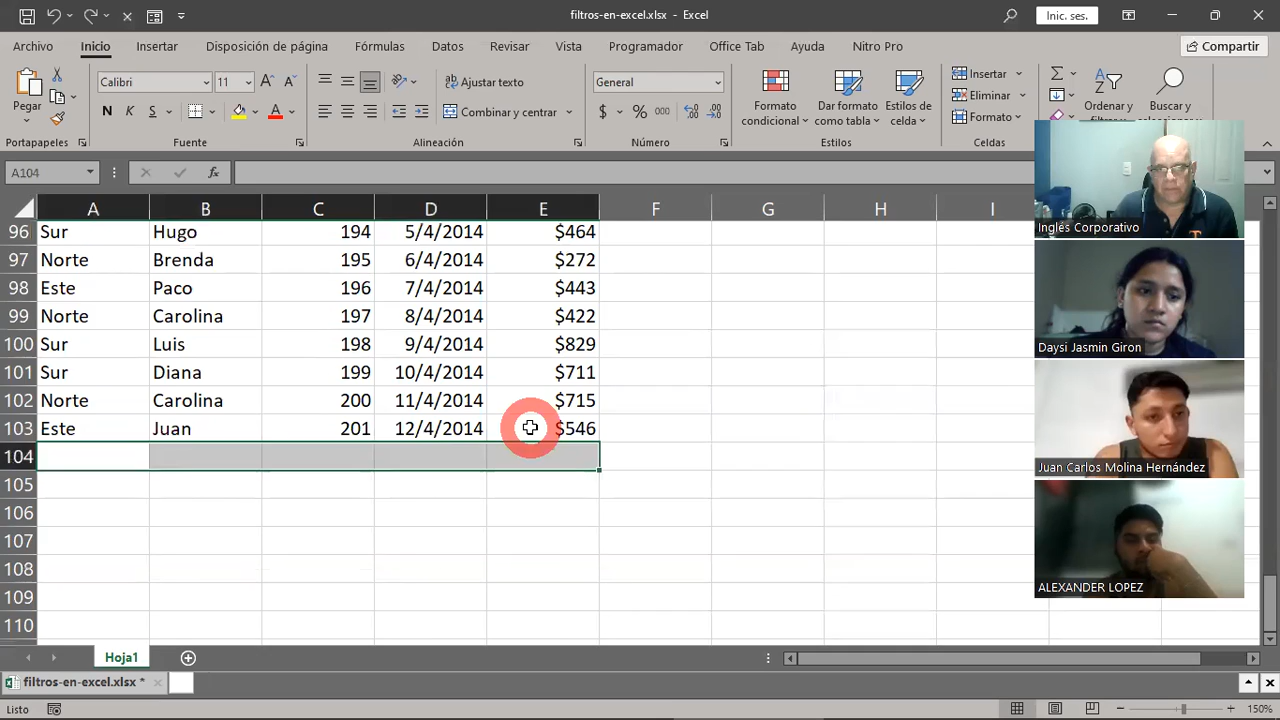 filtros-en-excel.xlsx - Excel
Inic. ses.
Archivo Inicio Insertar Disposición de página Fórmulas Datos Revisar Vista Programador Office Tab Ayuda Nitro Pro Compartir
Pegar
Calibri 11
N K S
Ajustar texto
Combinar y centrar
General
$ % 000
Formato condicional
Dar formato como tabla
Estilos de celda
Insertar
Eliminar
Formato
Ordenar y
Buscar y
Portapapeles Fuente Alineación Número Estilos Celdas
A104 fx
A B C D E F G H I
96 Sur Hugo 194 5/4/2014 $464
97 Norte Brenda 195 6/4/2014 $272
98 Este Paco 196 7/4/2014 $443
99 Norte Carolina 197 8/4/2014 $422
100 Sur Luis 198 9/4/2014 $829
101 Sur Diana 199 10/4/2014 $711
102 Norte Carolina 200 11/4/2014 $715
103 Este Juan 201 12/4/2014 $546
104
105
106
107
108
109
110
Inglés Corporativo
Daysi Jasmin Giron
Juan Carlos Molina Hernández
ALEXANDER LOPEZ
Hoja1
filtros-en-excel.xlsx *
Listo
150%